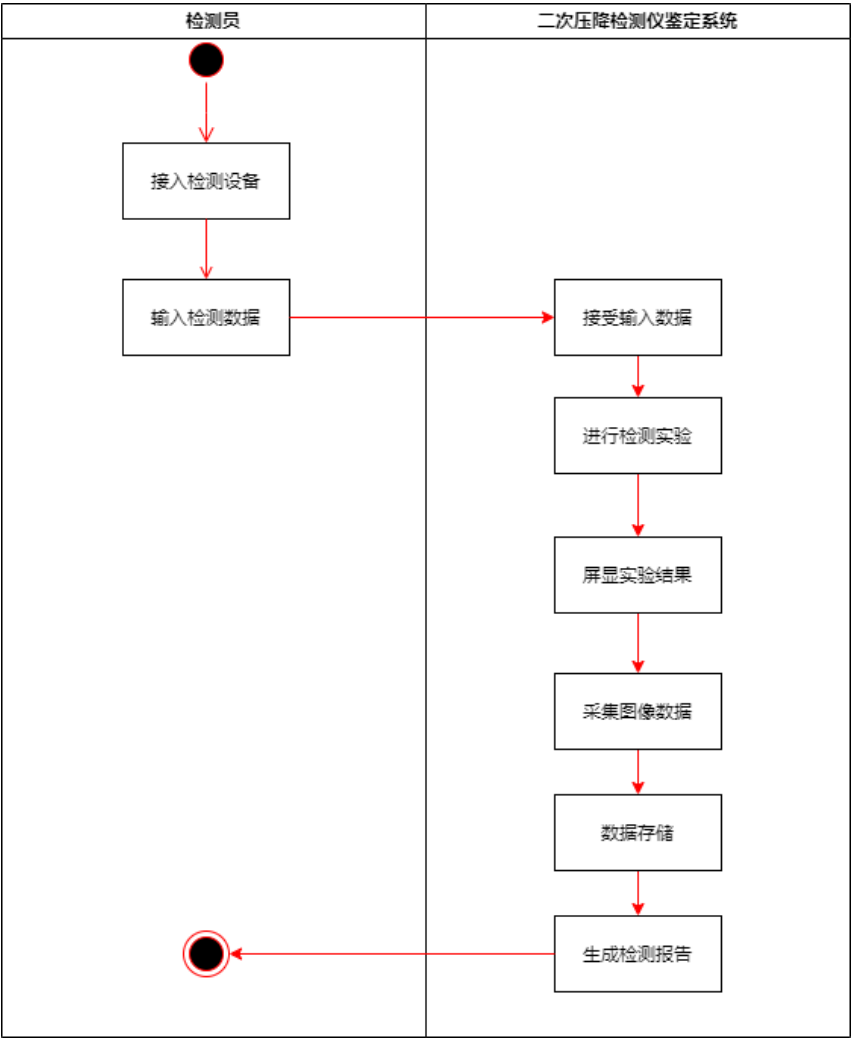 检测员
二次压降检测仪鉴定系统
接入检测设备
输入检测数据
接受输入数据
进行检测实验
屏显实验结果
采集图像数据
数据存储
生成检测报告